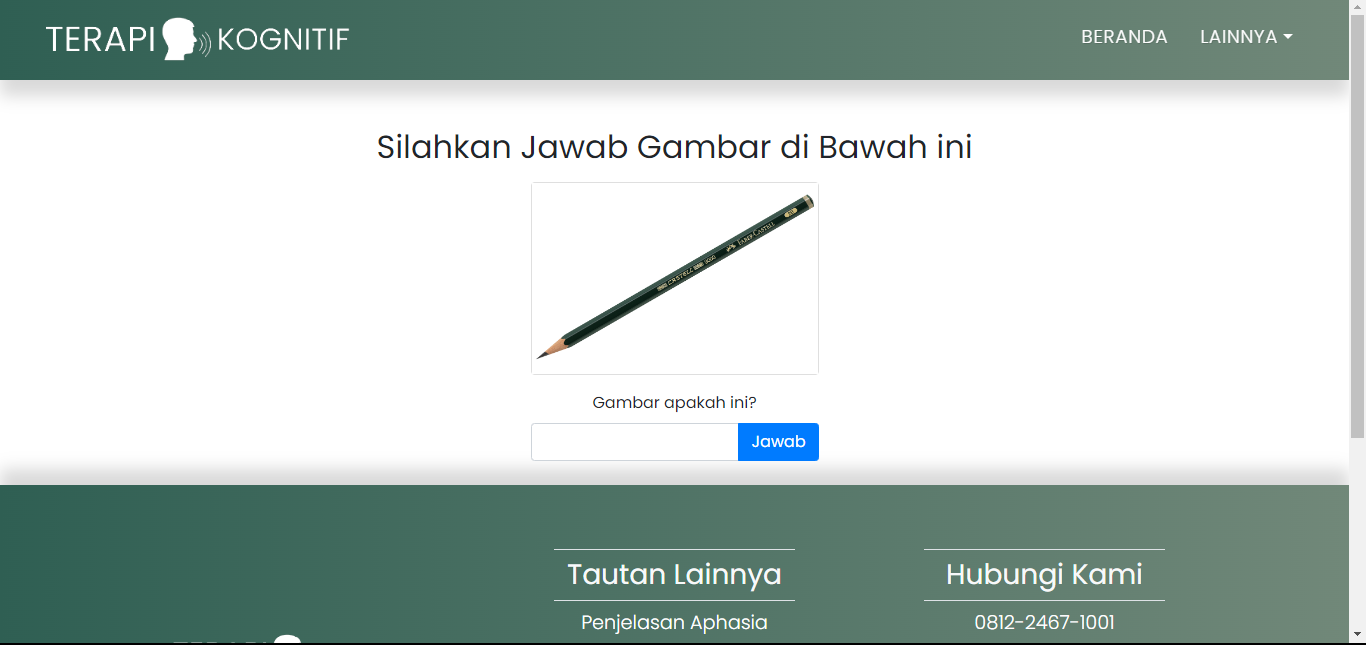 TERAPI KOGNITIF
BERANDA LAINNYA
Silahkan Jawab Gambar di Bawah ini
FABER-CASTELL
CASTELL 9000
Gambar apakah ini?
Jawab
Tautan Lainnya
Hubungi Kami
Penjelasan Aphasia
0812-2467-1001